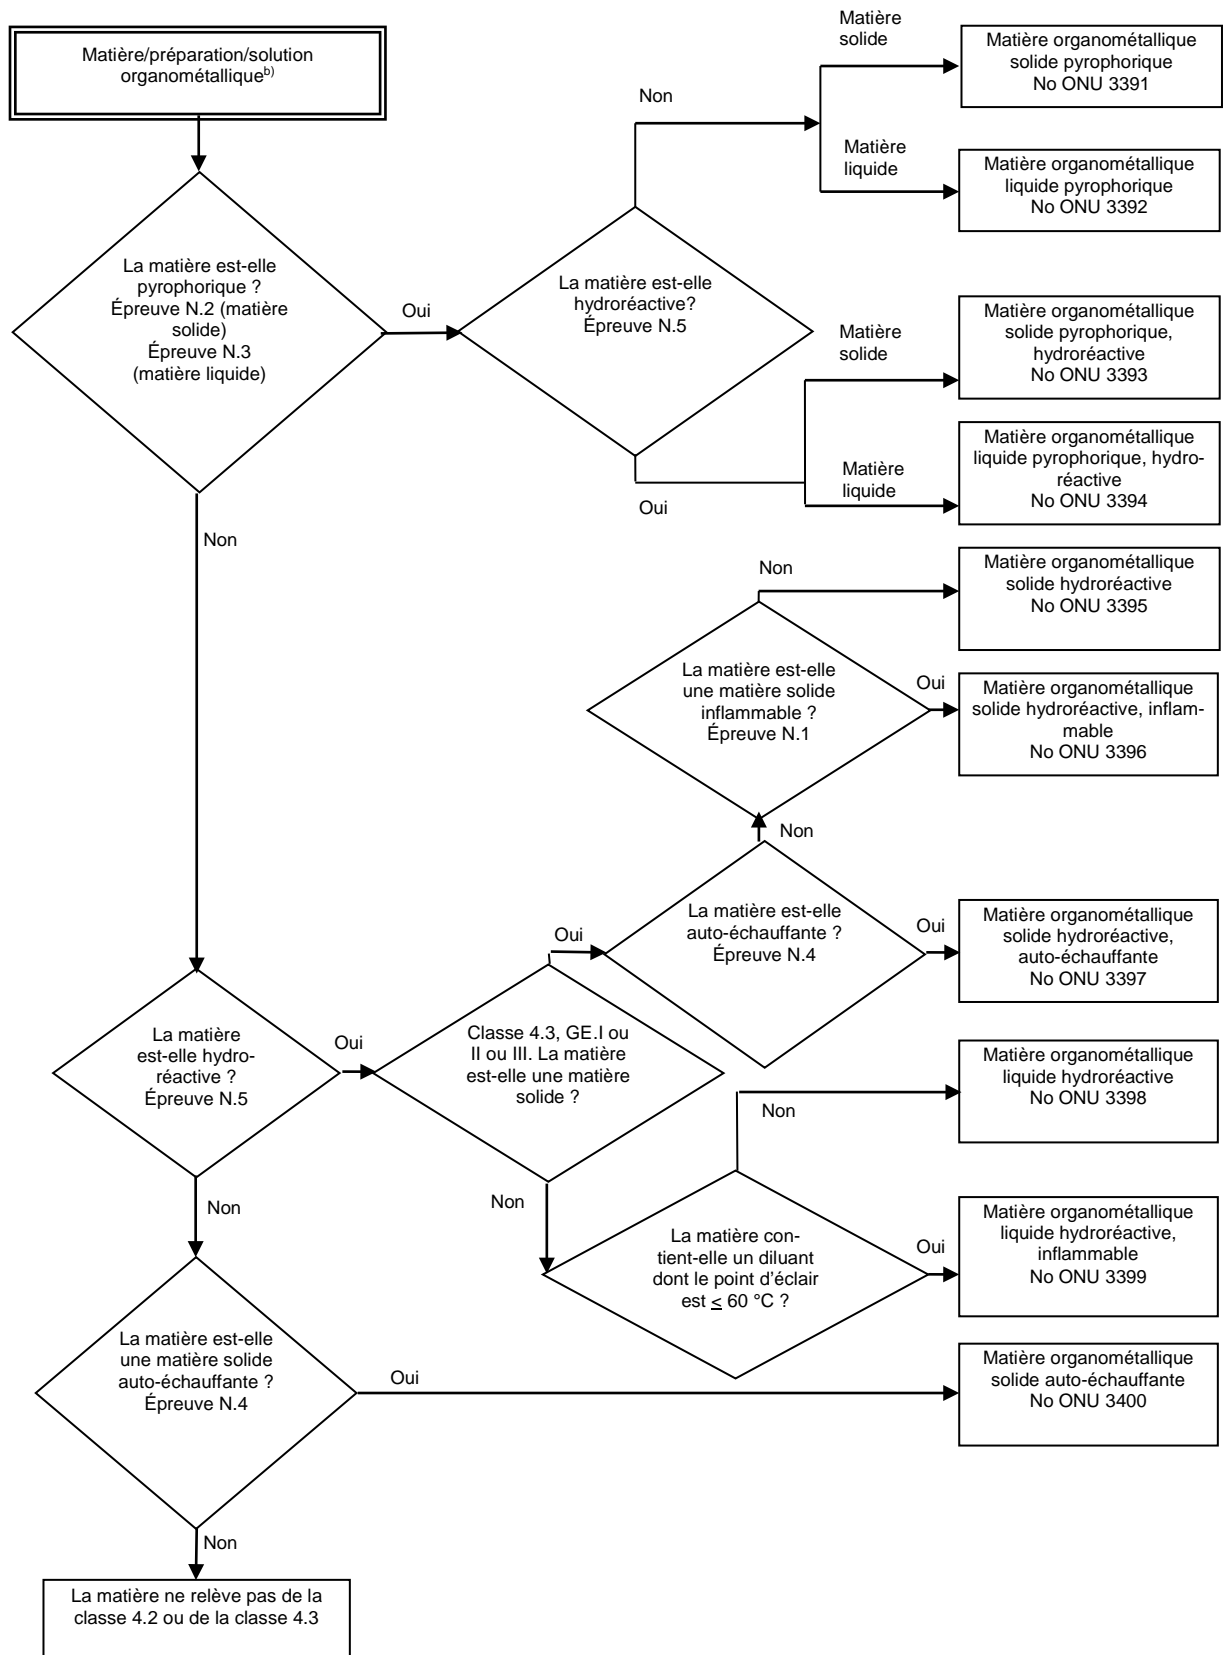 Matière/préparation/solution
organométallique b)
Matière
solide
Matière organométallique
solide pyrophorique
No ONU 3391
Non
Matière
liquide
Matière organométallique
liquide pyrophorique
No ONU 3392
La matière est-elle
pyrophorique ?
Épreuve N.2 (matière
solide)
Épreuve N.3
(matière liquide)
Oui
La matière est-elle
hydroréactive?
Épreuve N.5
Matière
solide
Matière organométallique
solide pyrophorique,
hydroréactive
No ONU 3393
Matière
liquide
Oui
Matière organométallique
liquide pyrophorique, hydro-
réactive
No ONU 3394
Non
Non
Matière organométallique
solide hydroréactive
No ONU 3395
La matière est-elle
une matière solide
inflammable ?
Épreuve N.1
Oui
Matière organométallique
solide hydroréactive, inflam-
mable
No ONU 3396
Non
La matière est-elle
auto-échauffante ?
Épreuve N.4
Oui
Oui
Matière organométallique
solide hydroréactive,
auto-échauffante
No ONU 3397
La matière
est-elle hydro-
réactive ?
Épreuve N.5
Oui
Classe 4.3, GE.I ou
II ou III. La matière
est-elle une matière
solide ?
Non
Matière organométallique
liquide hydroréactive
No ONU 3398
Non
Non
La matière con-
tient-elle un diluant
dont le point d’éclair
est ≤ 60 °C ?
Oui
Matière organométallique
liquide hydroréactive,
inflammable
No ONU 3399
La matière est-elle
une matière solide
auto-échauffante ?
Épreuve N.4
Oui
Matière organométallique
solide auto-échauffante
No ONU 3400
Non
La matière ne relève pas de la
classe 4.2 ou de la classe 4.3